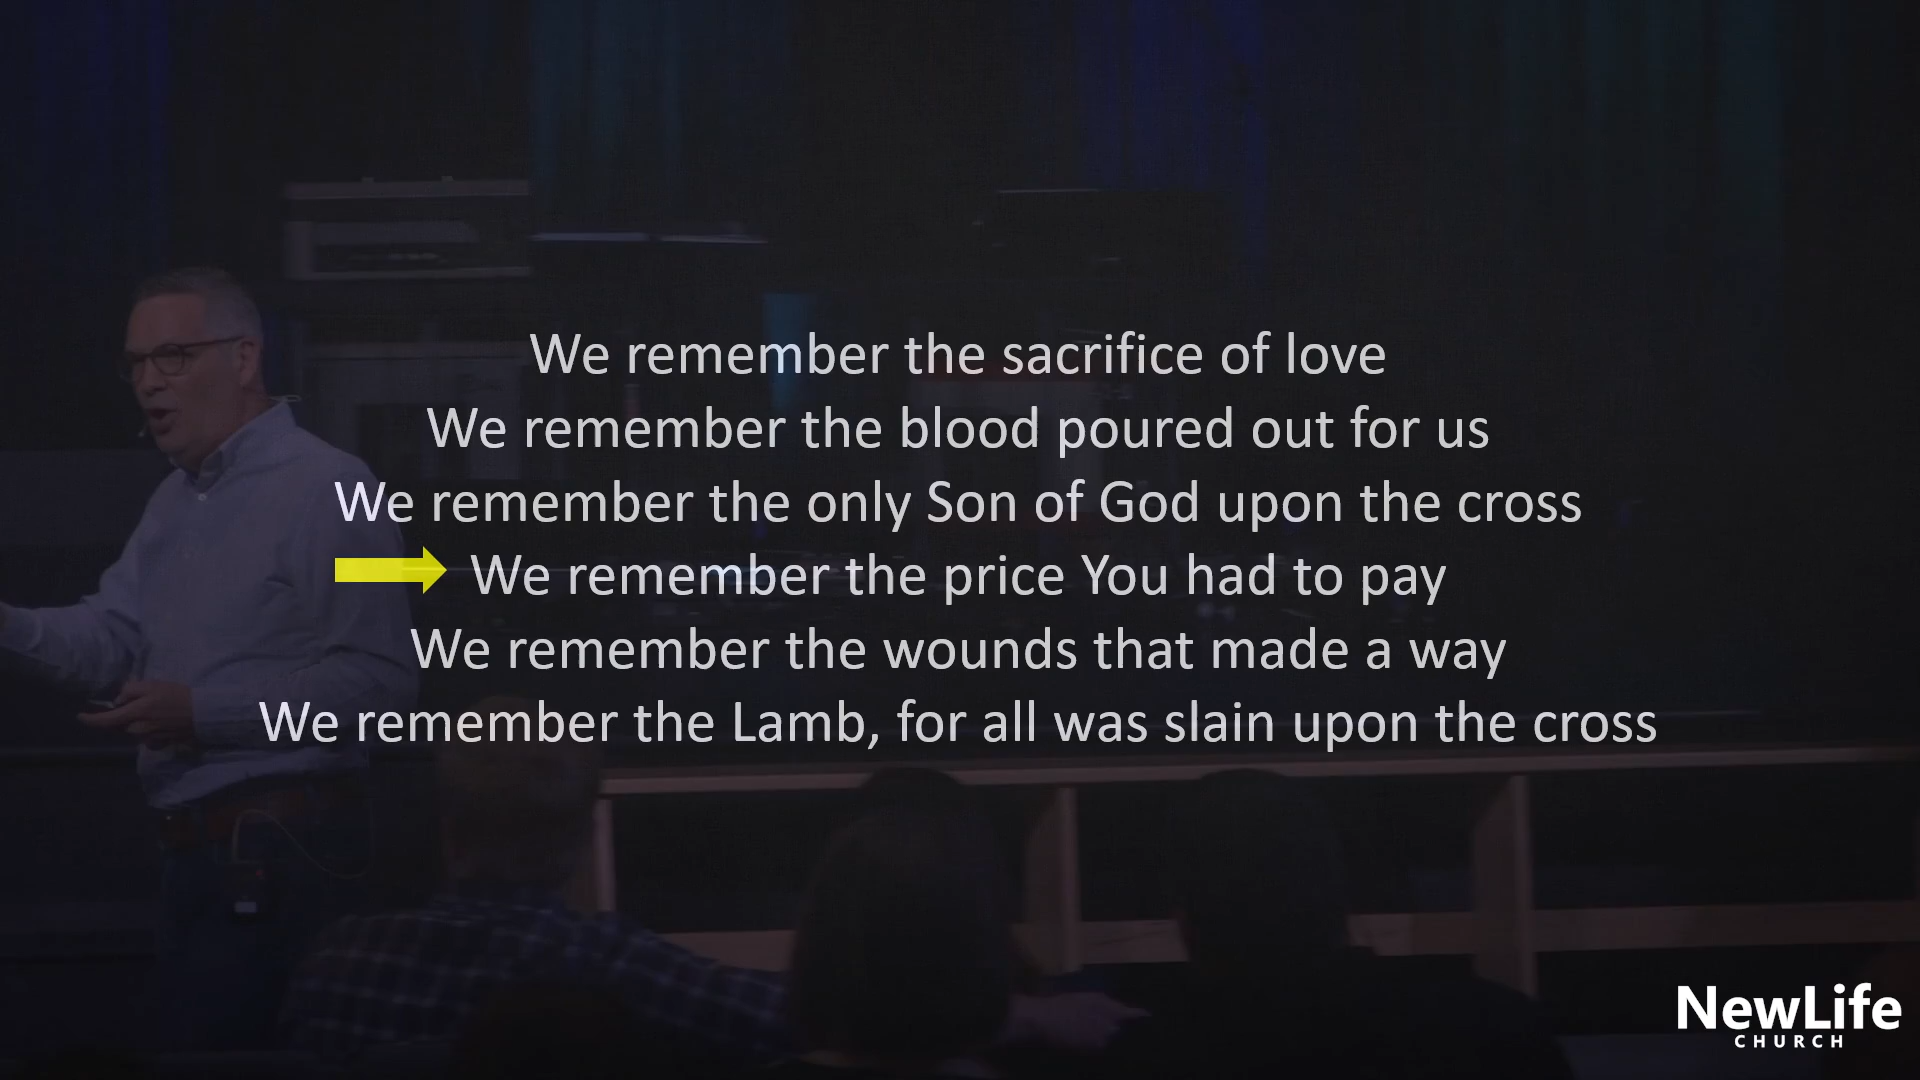 We remember the sacrifice of love
We remember the blood poured out for us
We remember the only Son of God upon the cross
We remember the price You had to pay
We remember the wounds that made a way
We remember the Lamb, for all was slain upon the cross
NewLife
CHURCH